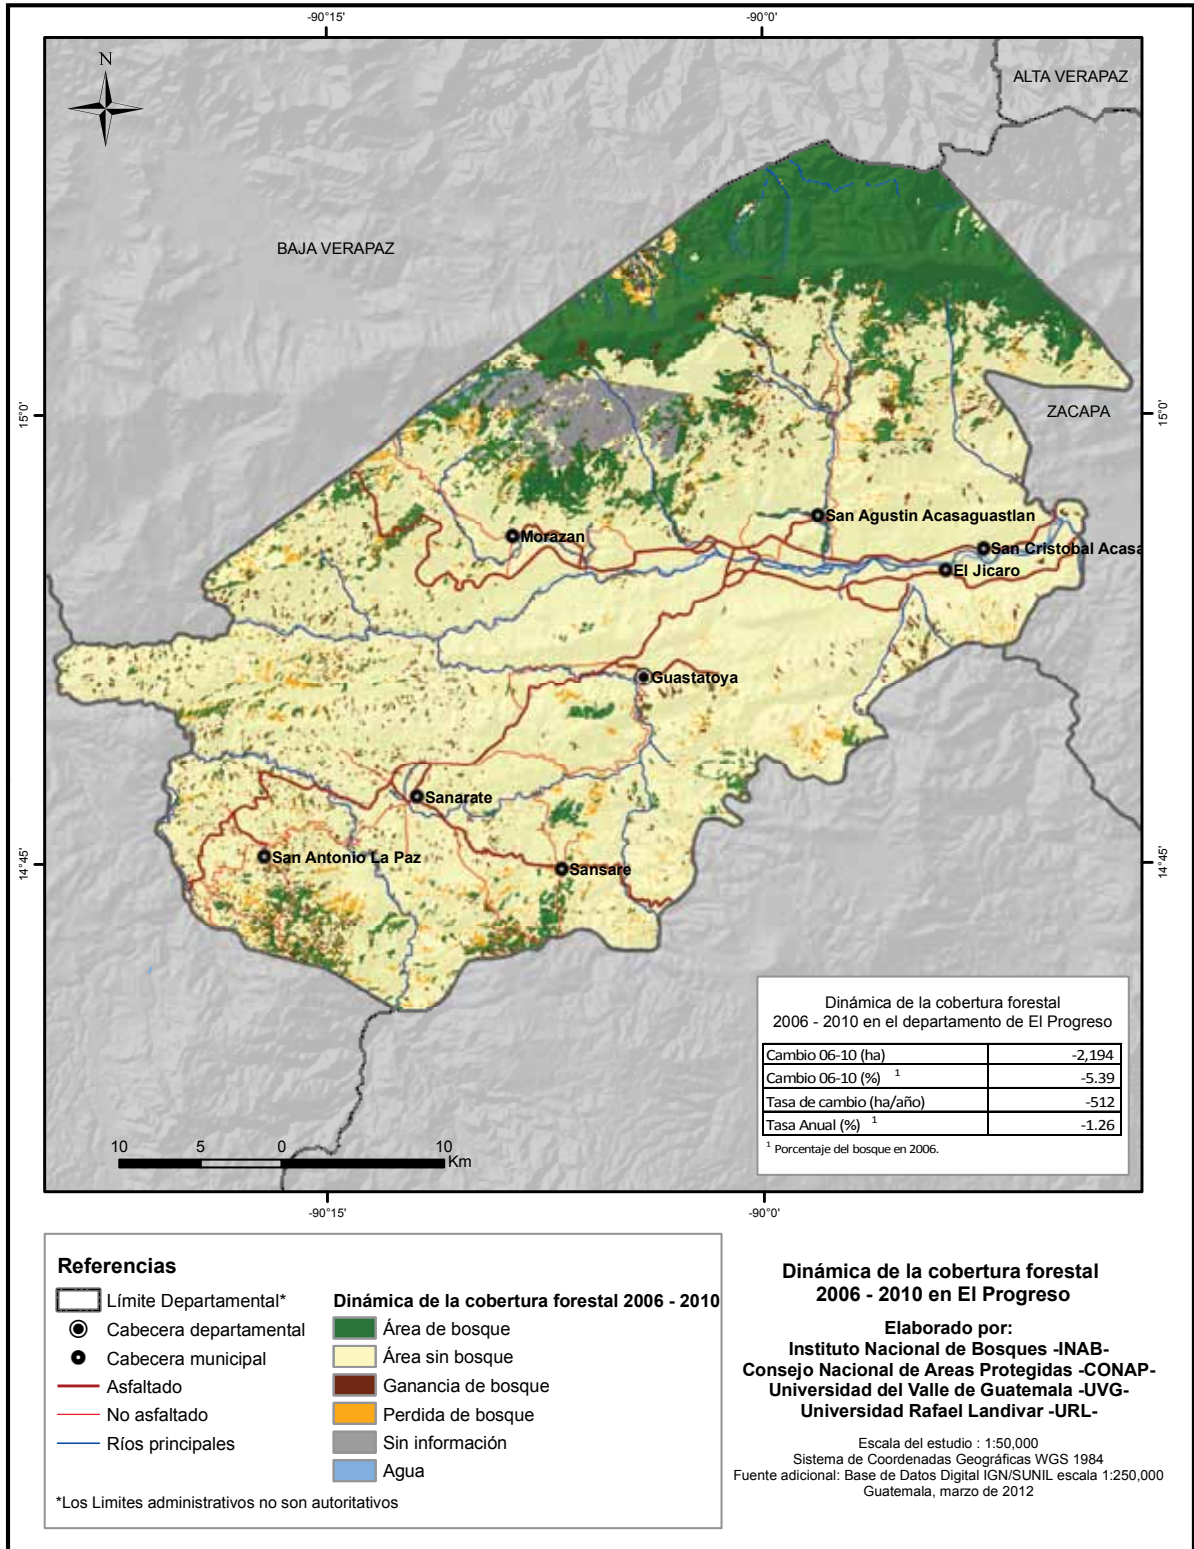 -90°15'
-90°0'
N
ALTA VERAPAZ
BAJA VERAPAZ
15°0'
ZACAPA
15°0'
San Agustin Acasaguastlan
Morazan
San Cristobal Acasa
El Jicaro
Guastatoya
Sanarate
San Antonio La Paz
Sansare
14°45'
14°45'
Dinámica de la cobertura forestal
2006 - 2010 en el departamento de El Progreso
Cambio 06-10 (ha) -2,194
Cambio 06-10 (%) 1 -5.39
Tasa de cambio (ha/año) -512
Tasa Anual (%) 1 -1.26
1 Porcentaje del bosque en 2006.
10 5 0 10
Km
-90°15'
-90°0'
Referencias
Límite Departamental*
Cabecera departamental
Cabecera municipal
Asfaltado
No asfaltado
Ríos principales
*Los Limites administrativos no son autoritativos
Dinámica de la cobertura forestal 2006 - 2010
Área de bosque
Área sin bosque
Ganancia de bosque
Perdida de bosque
Sin información
Agua
Dinámica de la cobertura forestal
2006 - 2010 en El Progreso
Elaborado por:
Instituto Nacional de Bosques -INAB-
Consejo Nacional de Areas Protegidas -CONAP-
Universidad del Valle de Guatemala -UVG-
Universidad Rafael Landivar -URL-
Escala del estudio : 1:50,000
Sistema de Coordenadas Geográficas WGS 1984
Fuente adicional: Base de Datos Digital IGN/SUNIL escala 1:250,000
Guatemala, marzo de 2012